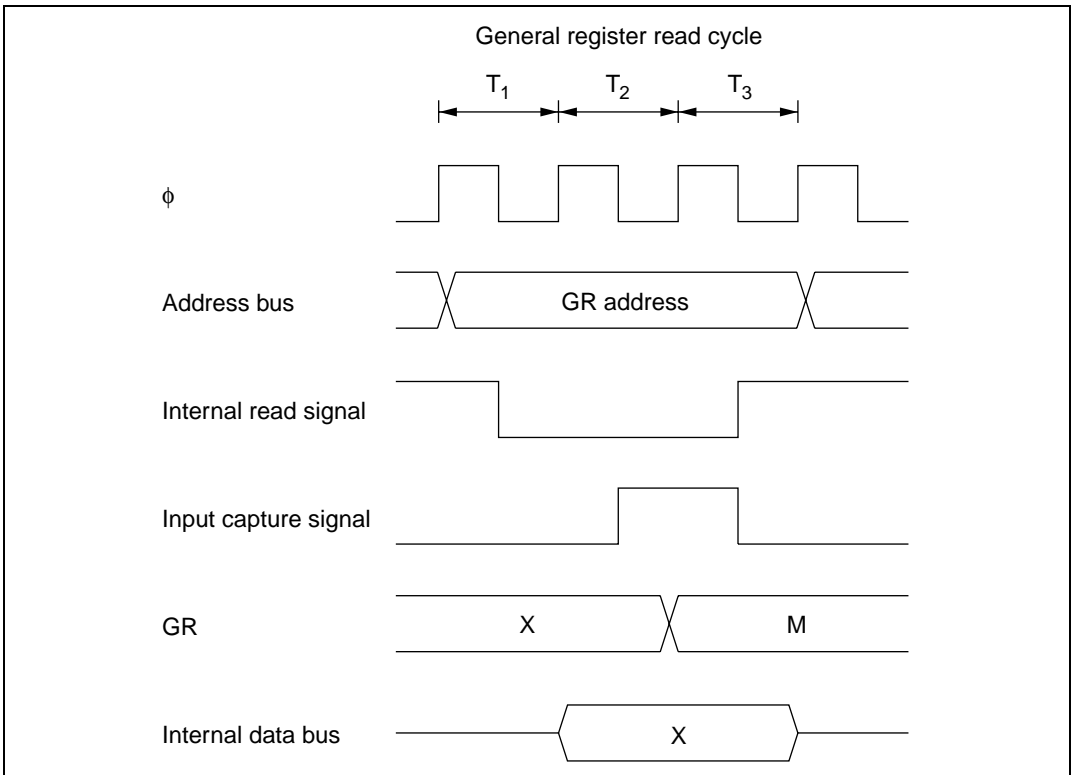 General register read cycle
T1 T2 T3
φ
Address bus GR address
Internal read signal
Input capture signal
GR X M
Internal data bus X